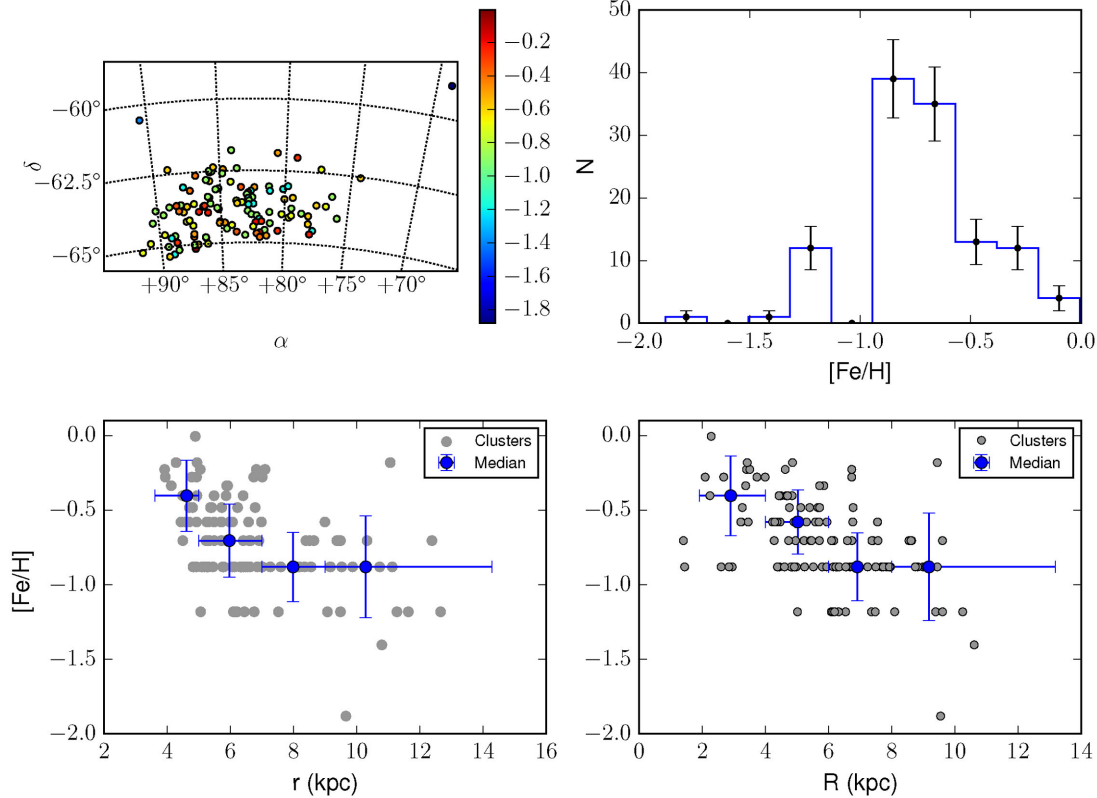 −0.2
−0.4
−0.6
−0.8
−1.0
−1.2
−1.4
−1.6
−1.8
−60°
−62.5°
−65°
δ
+90° +85° +80° +75° +70°
α
50
40
30
20
10
0
N
−2.0 −1.5 −1.0 −0.5 0.0
[Fe/H]
0.0
−0.5
−1.0
−1.5
−2.0
[Fe/H]
2 4 6 8 10 12 14 16
r (kpc)
Clusters
Median
0.0
−0.5
−1.0
−1.5
−2.0
0 2 4 6 8 10 12 14
R (kpc)
Clusters
Median